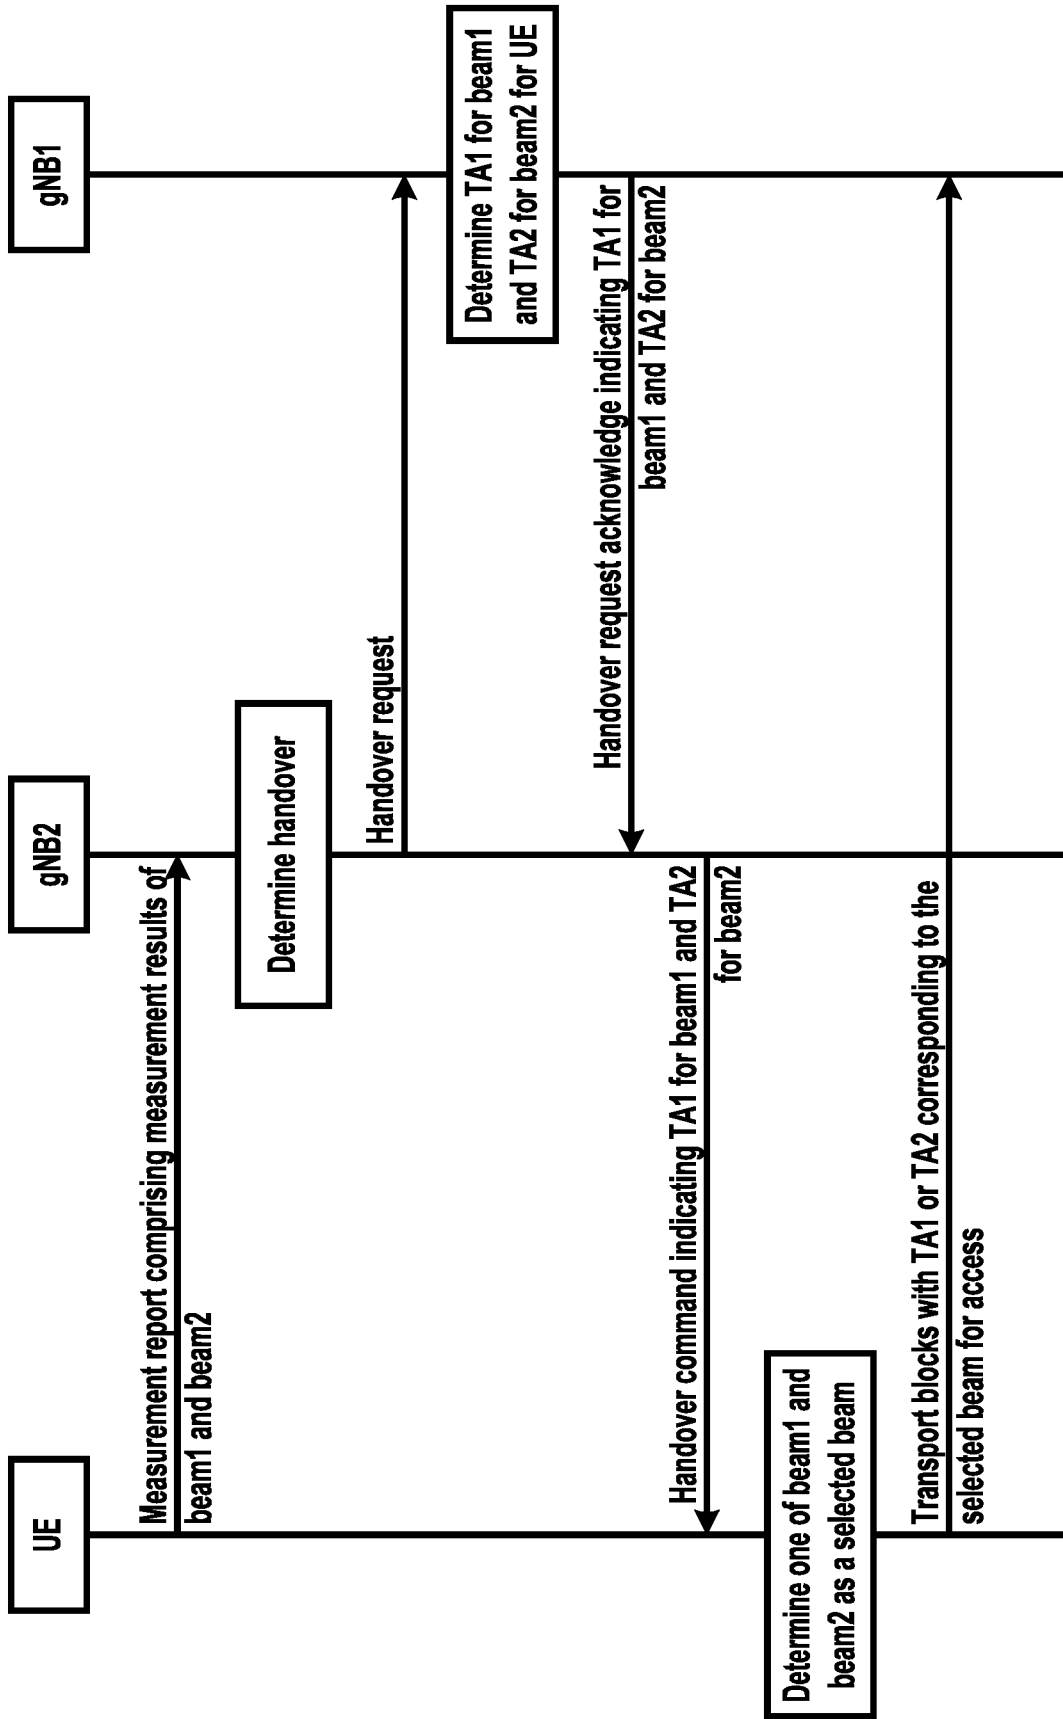 UE
gNB2
gNB1
Measurement report comprising measurement results of
beam1 and beam2
Determine handover
Handover request
Determine TA1 for beam1
and TA2 for beam2 for UE
Handover request acknowledge indicating TA1 for
beam1 and TA2 for beam2
Handover command indicating TA1 for beam1 and TA2
for beam2
Determine one of beam1 and
beam2 as a selected beam
Transport blocks with TA1 or TA2 corresponding to the
selected beam for access